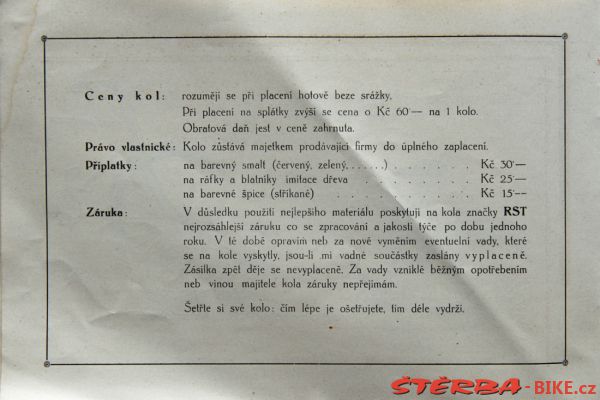 Ceny kol: rozumějí se při placení hotově beze srážky.
Při placení na splátky zvýší se cena o Kč 60·— na 1 kolo.
Obratová daň jest v ceně zahrnuta.
Právo vlastnické: Kolo zůstává majetkem prodávající firmy do úplného zaplacení.
Příplatky: na barevný smalt (červený, zelený, . . . . . .) . . . . . . Kč 30·—
na ráfky a blatníky imitace dřeva . . . . . . Kč 25·—
na barevné špice (stříkané) . . . . . . . Kč 15·—
Záruka: V důsledku použití nejlepšího materiálu poskytuji na kola značky RST
nejrozsáhlejší záruku co se zpracování a jakosti týče po dobu jednoho
roku. V té době opravím neb za nové vyměním eventuelní vady, které
se na kole vyskytly, jsou-li mi vadné součástky zaslány vyplaceně.
Zásilka zpět děje se nevyplaceně. Za vady vzniklé běžným opotřebením
neb vinou majitele kola záruky nepřejímám.
Šetřte si své kolo: čím lépe je ošetřujete, tím déle vydrží.
ŠTĚRBA-BIKE.cz